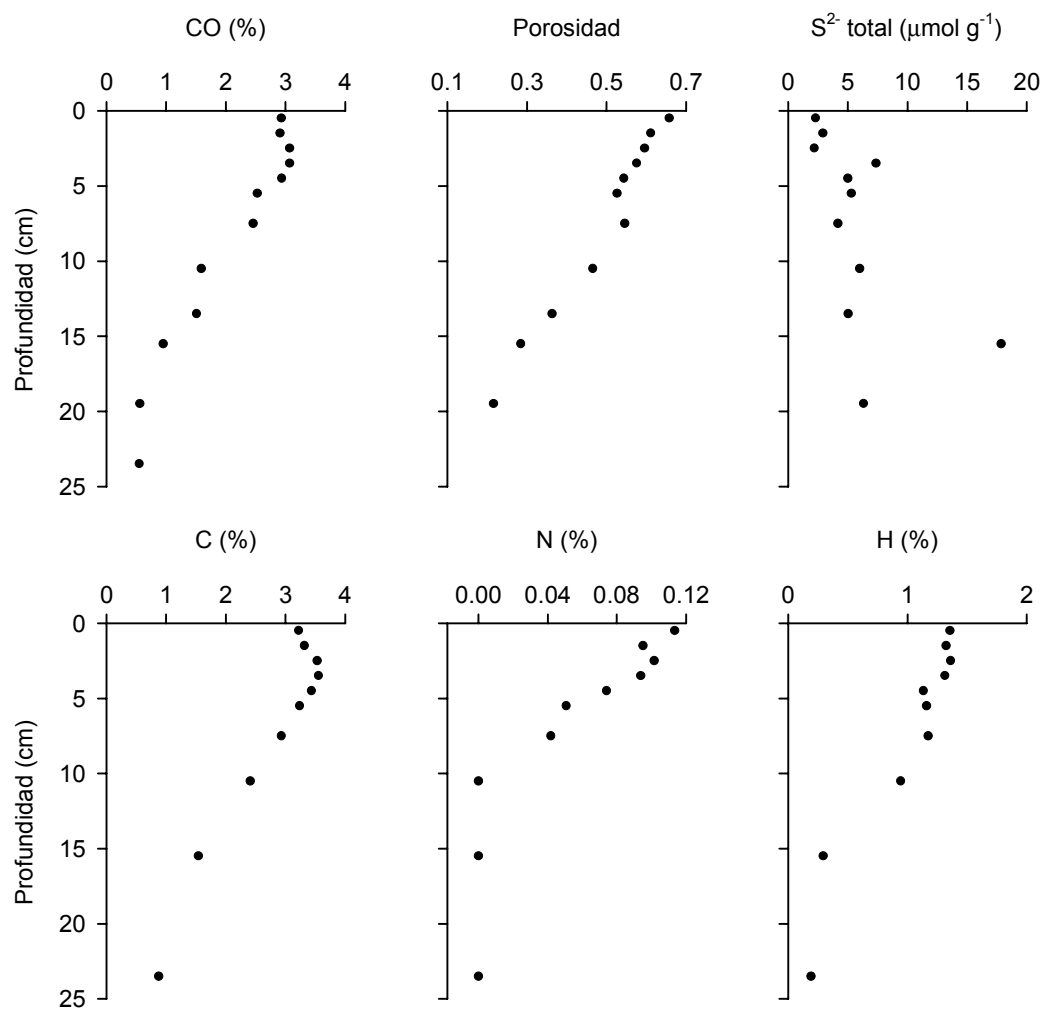 CO (%) Porosidad S²⁻ total (μmol g⁻¹)
0 1 2 3 4 0.1 0.3 0.5 0.7 0 5 10 15 20
0
5
10
15
20
25
Profundidad (cm)
C (%) N (%) H (%)
0 1 2 3 4 0.00 0.04 0.08 0.12 0 1 2
0
5
10
15
20
25
Profundidad (cm)